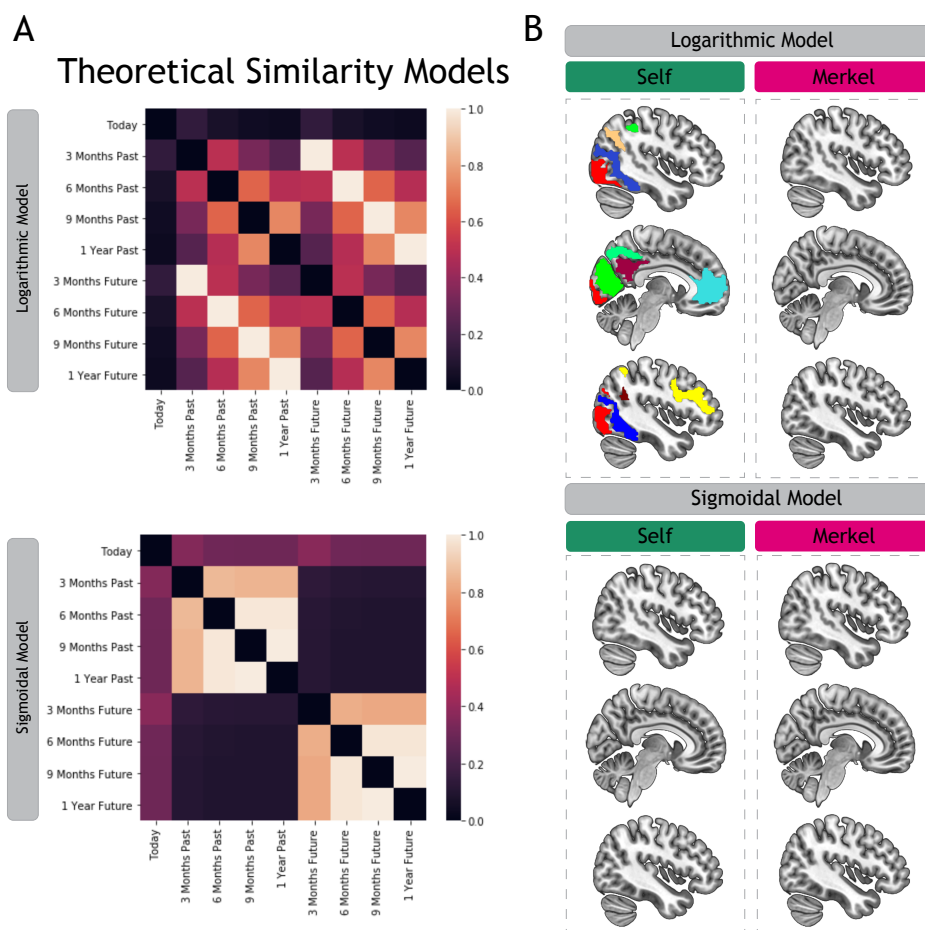 A
Theoretical Similarity Models
Logarithmic Model
Today
3 Months Past
6 Months Past
9 Months Past
1 Year Past
3 Months Future
6 Months Future
9 Months Future
1 Year Future
1.0
0.8
0.6
0.4
0.2
0.0
Today
3 Months Past
6 Months Past
9 Months Past
1 Year Past
3 Months Future
6 Months Future
9 Months Future
1 Year Future
Sigmoidal Model
Today
3 Months Past
6 Months Past
9 Months Past
1 Year Past
3 Months Future
6 Months Future
9 Months Future
1 Year Future
1.0
0.8
0.6
0.4
0.2
0.0
Today
3 Months Past
6 Months Past
9 Months Past
1 Year Past
3 Months Future
6 Months Future
9 Months Future
1 Year Future
B
Logarithmic Model
Self
Merkel
Sigmoidal Model
Self
Merkel